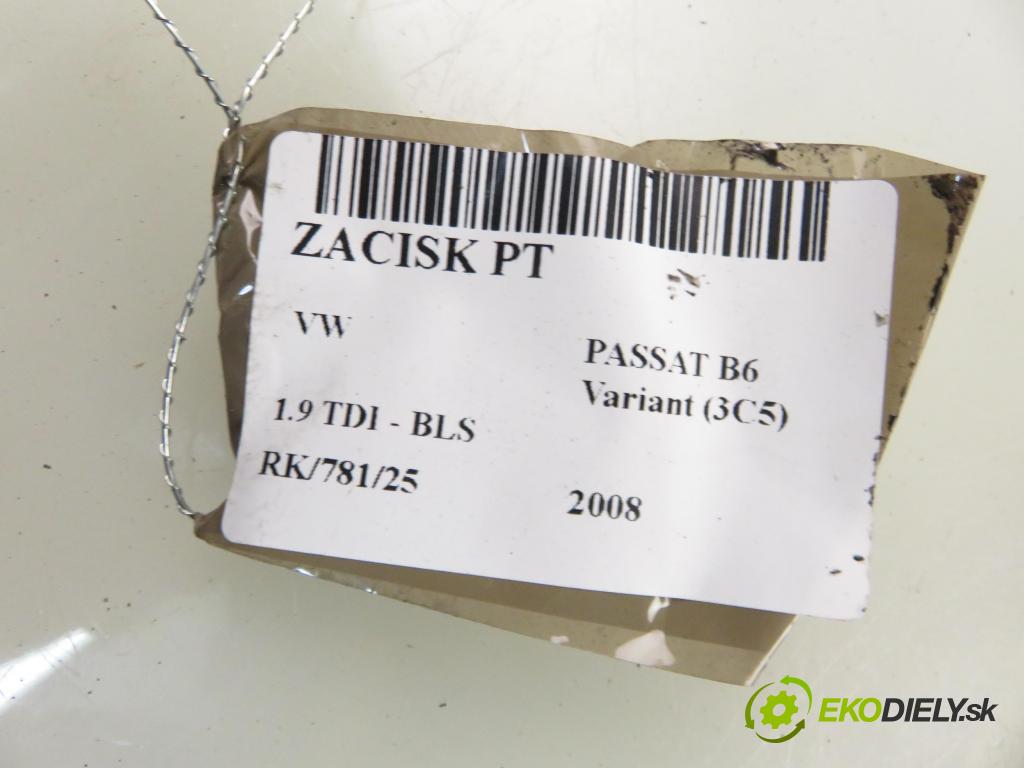 ZACISK PT
VW
PASSAT B6
Variant (3C5)
1.9 TDI - BLS
RK/781/25
2008
EKODIELY.sk